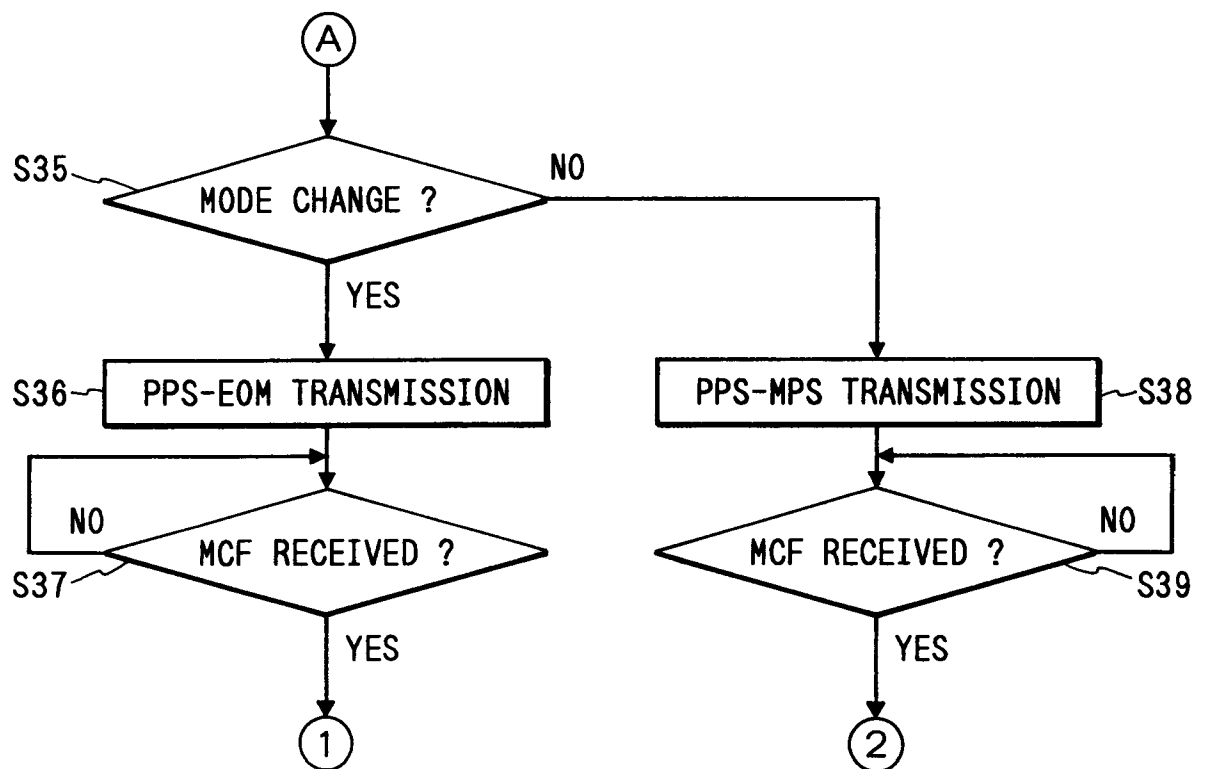 A
S35
MODE CHANGE ?
NO
YES
S36
PPS-EOM TRANSMISSION
PPS-MPS TRANSMISSION
S38
NO
MCF RECEIVED ?
S37
YES
MCF RECEIVED ?
NO
S39
YES
1
2